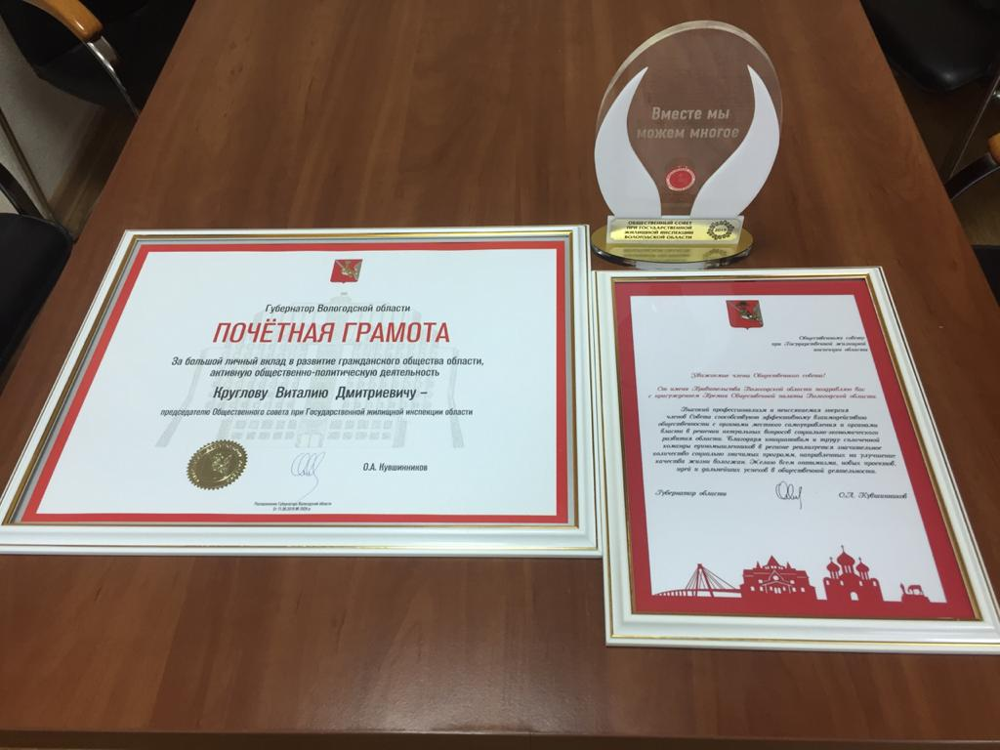 Вместе мы
можем многое
ОБЩЕСТВЕННЫЙ СОВЕТ
ПРИ ГОСУДАРСТВЕННОЙ
ЖИЛИЩНОЙ ИНСПЕКЦИИ
ВОЛОГОДСКОЙ ОБЛАСТИ
Губернатор Вологодской области
ПОЧЁТНАЯ ГРАМОТА
За большой личный вклад в развитие гражданского общества области,
активную общественно-политическую деятельность
Круглову Виталию Дмитриевичу –
председателю Общественного совета при Государственной жилищной инспекции области
О.А. Кувшинников
Распоряжение Губернатора Вологодской области
Общественному совету
при Государственной жилищной
инспекции области
Уважаемые члены Общественного совета!
От имени Правительства Вологодской области поздравляю вас
с присуждением Премии Общественной палаты Вологодской области.
Высокий профессионализм и неиссякаемая энергия
членов Совета способствуют эффективному взаимодействию
общественности с органами местного самоуправления и органами
власти в решении актуальных вопросов социально-экономического
развития области. Благодаря инициативам и труду сплоченной
команды единомышленников в регионе реализуется значительное
количество социально значимых программ, направленных на улучшение
качества жизни вологжан. Желаю всем оптимизма, новых проектов,
идей и дальнейших успехов в общественной деятельности.
Губернатор области
О.А. Кувшинников